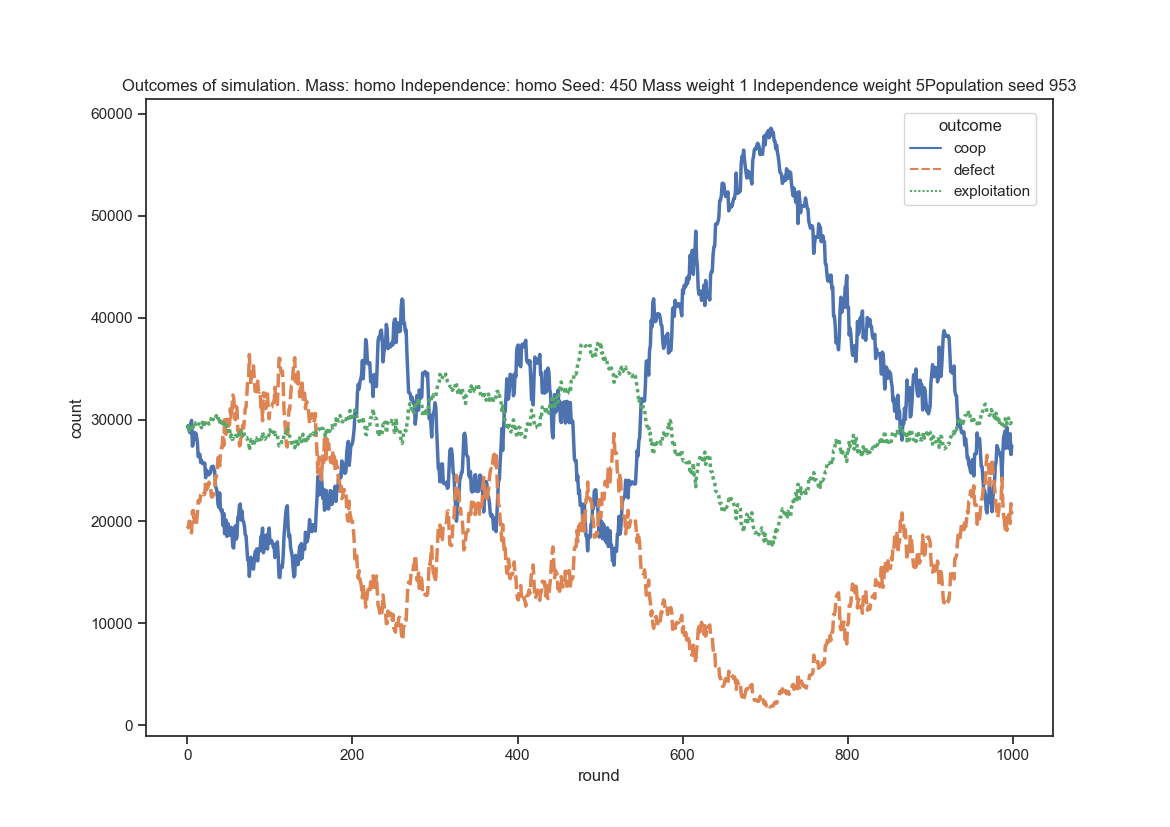 Outcomes of simulation. Mass: homo Independence: homo Seed: 450 Mass weight 1 Independence weight 5Population seed 953
60000
50000
40000
30000
20000
10000
0
count
outcome
coop
defect
exploitation
0
200
400
600
800
1000
round